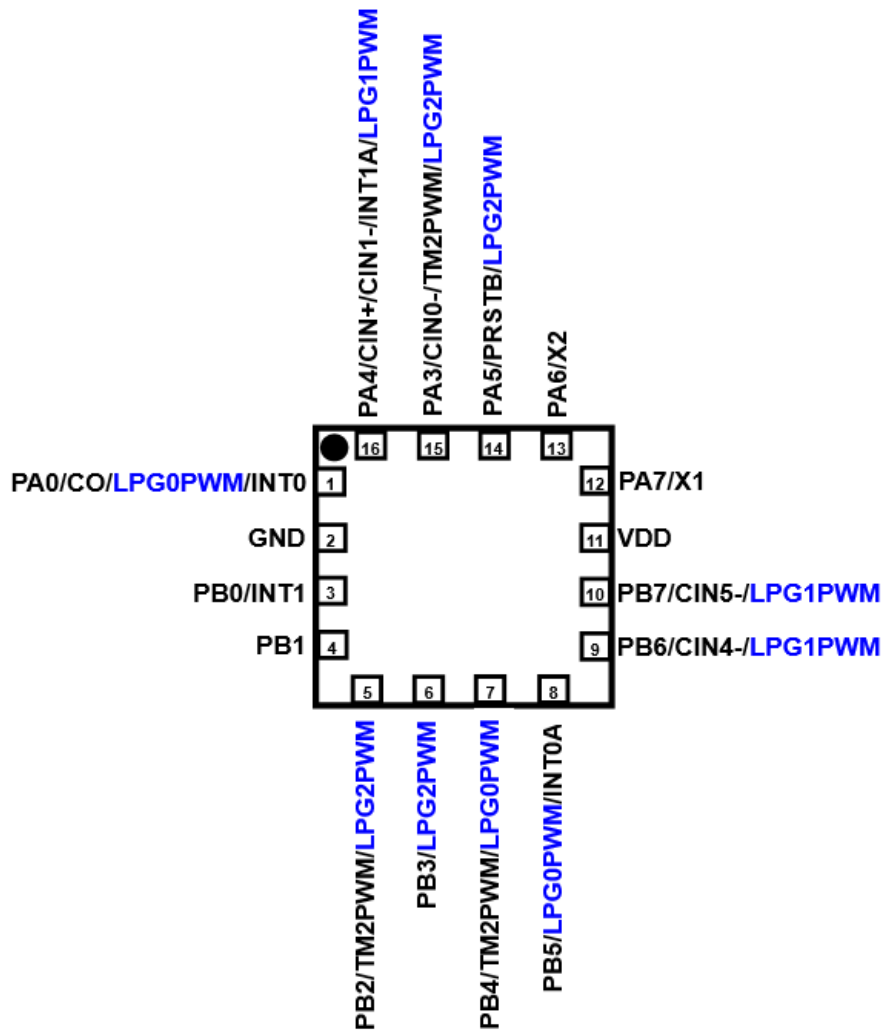 PA4/CIN+/CIN1-/INT1A/LPG1PWM
PA3/CIN0-/TM2PWM/LPG2PWM
PA5/PRSTB/LPG2PWM
PA6/X2
16
15
14
13
PA0/CO/LPG0PWM/INT0
1
12
PA7/X1
GND
2
11
VDD
PB0/INT1
3
10
PB7/CIN5-/LPG1PWM
PB1
4
9
PB6/CIN4-/LPG1PWM
5
6
7
8
PB2/TM2PWM/LPG2PWM
PB3/LPG2PWM
PB4/TM2PWM/LPG0PWM
PB5/LPG0PWM/INT0A